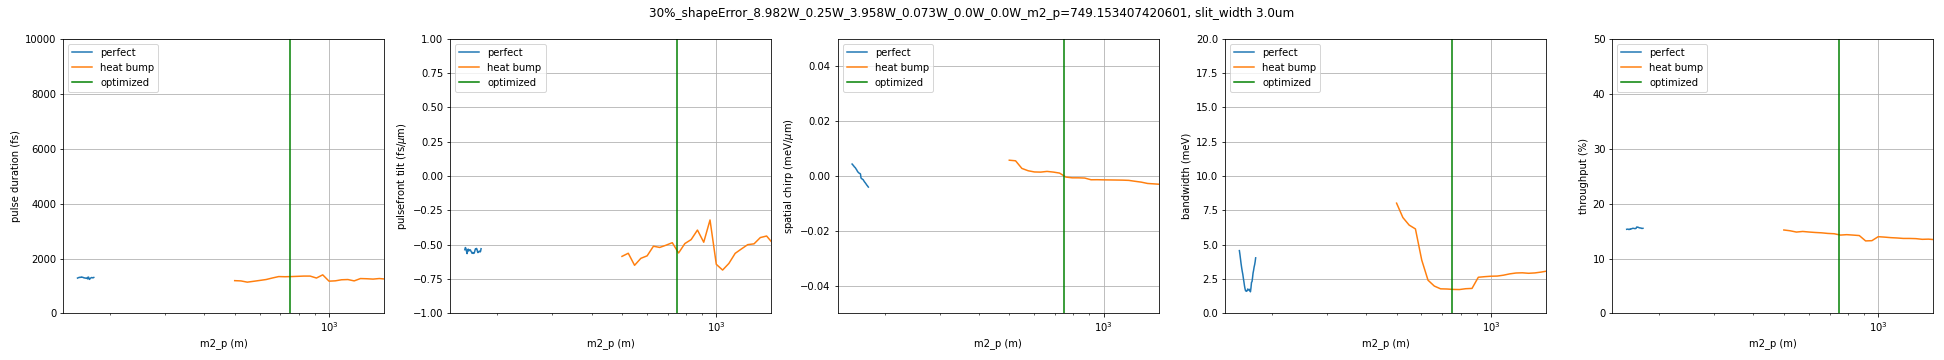 30%_shapeError_8.982W_0.25W_3.958W_0.073W_0.0W_0.0W_m2_p=749.153407420601, slit_width 3.0um
pulse duration (fs)
10000
8000
6000
4000
2000
0
perfect
heat bump
optimized
10³
m2_p (m)
pulsefront tilt (fs/μm)
1.00
0.75
0.50
0.25
0.00
−0.25
−0.50
−0.75
−1.00
perfect
heat bump
optimized
10³
m2_p (m)
spatial chirp (meV/μm)
0.04
0.02
0.00
−0.02
−0.04
perfect
heat bump
optimized
10³
m2_p (m)
bandwidth (meV)
20.0
17.5
15.0
12.5
10.0
7.5
5.0
2.5
0.0
perfect
heat bump
optimized
10³
m2_p (m)
throughput (%)
50
40
30
20
10
0
perfect
heat bump
optimized
10³
m2_p (m)